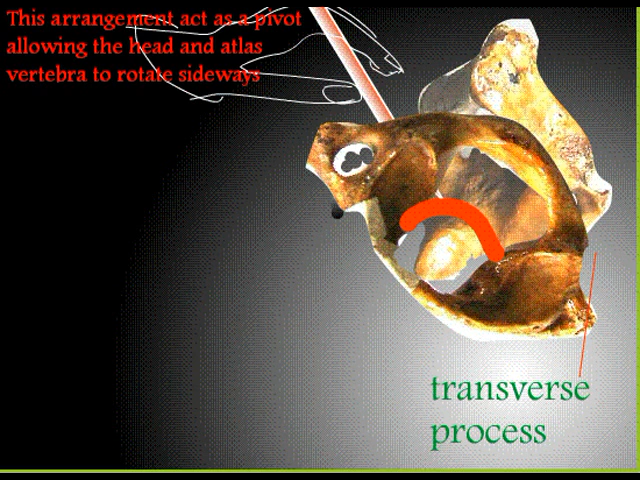 This arrangement act as a pivot
allowing the head and atlas
vertebra to rotate sideways
transverse
process